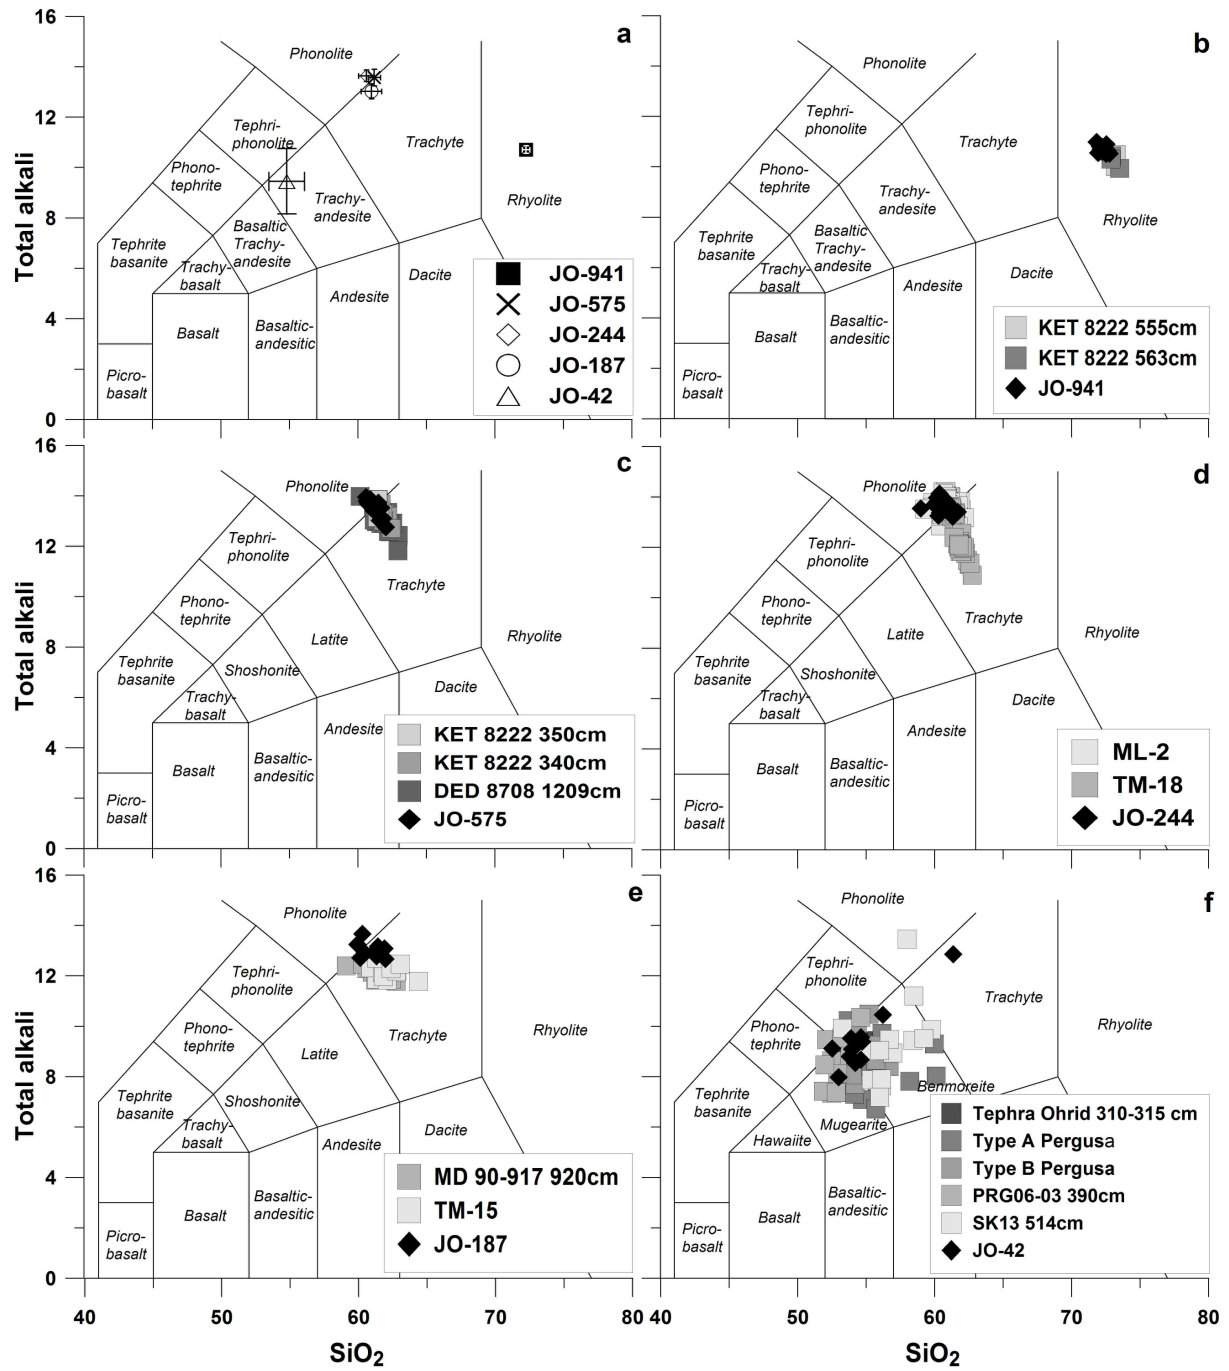 16
12
8
4
0
Total alkali
a
Phonolite
Tephri-
phonolite
Trachyte
Phono-
tephrite
Trachy-
andesite
Rhyolite
Basaltic
Trachy-
andesite
Tephrite
basanite
Trachy-
basalt
Dacite
Andesite
Basalt
Basaltic-
andesitic
Picro-
basalt
JO-941
JO-575
JO-244
JO-187
JO-42
b
Phonolite
Tephri-
phonolite
Trachyte
Phono-
tephrite
Trachy-
andesite
Rhyolite
Basaltic
Trachy-
andesite
Tephrite
basanite
Trachy-
basalt
Dacite
Andesite
Basalt
Basaltic-
andesitic
Picro-
basalt
KET 8222 555cm
KET 8222 563cm
JO-941
16
12
8
4
0
Total alkali
c
Phonolite
Tephri-
phonolite
Trachyte
Phono-
tephrite
Latite
Rhyolite
Tephrite
basanite
Shoshonite
Trachy-
basalt
Dacite
Andesite
Basalt
Basaltic-
andesitic
Picro-
basalt
KET 8222 350cm
KET 8222 340cm
DED 8708 1209cm
JO-575
d
Phonolite
Tephri-
phonolite
Phono-
tephrite
Trachyte
Latite
Rhyolite
Tephrite
basanite
Shoshonite
Trachy-
basalt
Dacite
Andesite
Basalt
Basaltic-
andesitic
Picro-
basalt
ML-2
TM-18
JO-244
16
12
8
4
0
Total alkali
e
Phonolite
Tephri-
phonolite
Phono-
tephrite
Trachyte
Latite
Rhyolite
Tephrite
basanite
Shoshonite
Trachy-
basalt
Andesite
Dacite
Basalt
Basaltic-
andesitic
Picro-
basalt
MD 90-917 920cm
TM-15
JO-187
40
50
60
70
80
SiO2
f
Phonolite
Tephri-
phonolite
Trachyte
Phono-
tephrite
Rhyolite
Tephrite
basanite
Benmoreite
Mugearite
Hawaiite
Basalt
Basaltic-
andesitic
Picro-
basalt
Tephra Ohrid 310-315 cm
Type A Pergusa
Type B Pergusa
PRG06-03 390cm
SK13 514cm
JO-42
40
50
60
70
80
SiO2